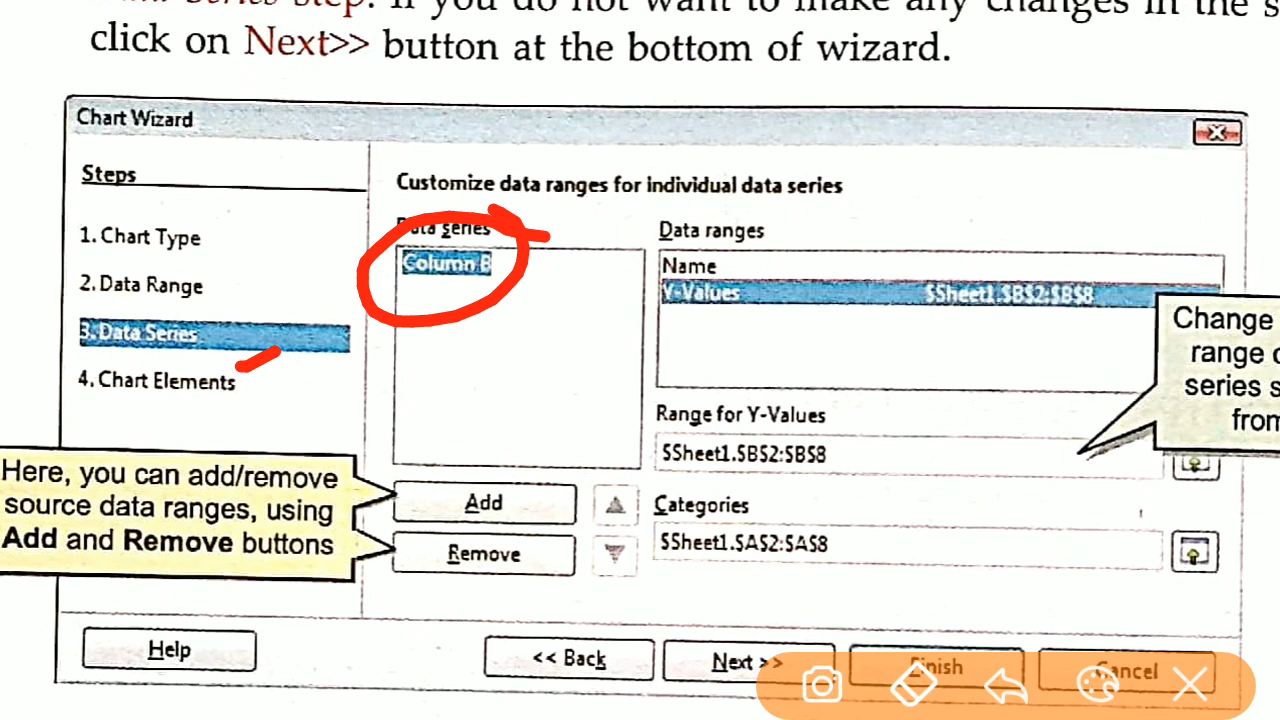 click on Next>> button at the bottom of wizard.
Chart Wizard
Steps
1. Chart Type
2. Data Range
3. Data Series
4. Chart Elements
Customize data ranges for individual data series
Data series
Column B
Data ranges
Name
Y-Values $Sheet1.$B$2:$B$8
Change
range
series
from
Range for Y-Values
$Sheet1.$B$2:$B$8
Categories
$Sheet1.$A$2:$A$8
Here, you can add/remove
source data ranges, using
Add and Remove buttons
Add
Remove
Help
<< Back
Next >>
Finish
Cancel